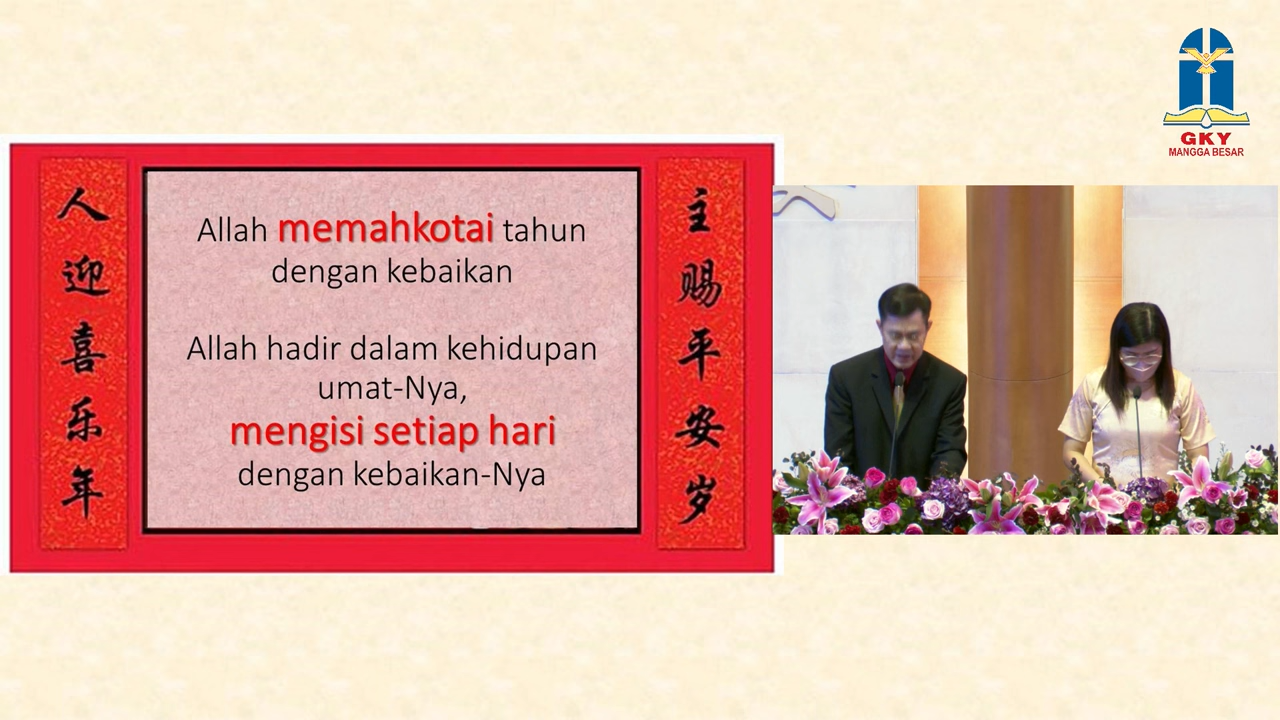 GKY
MANGGA BESAR
人迎喜乐年
Allah memahkotai tahun
dengan kebaikan
Allah hadir dalam kehidupan
umat-Nya,
mengisi setiap hari
dengan kebaikan-Nya
主赐平安岁